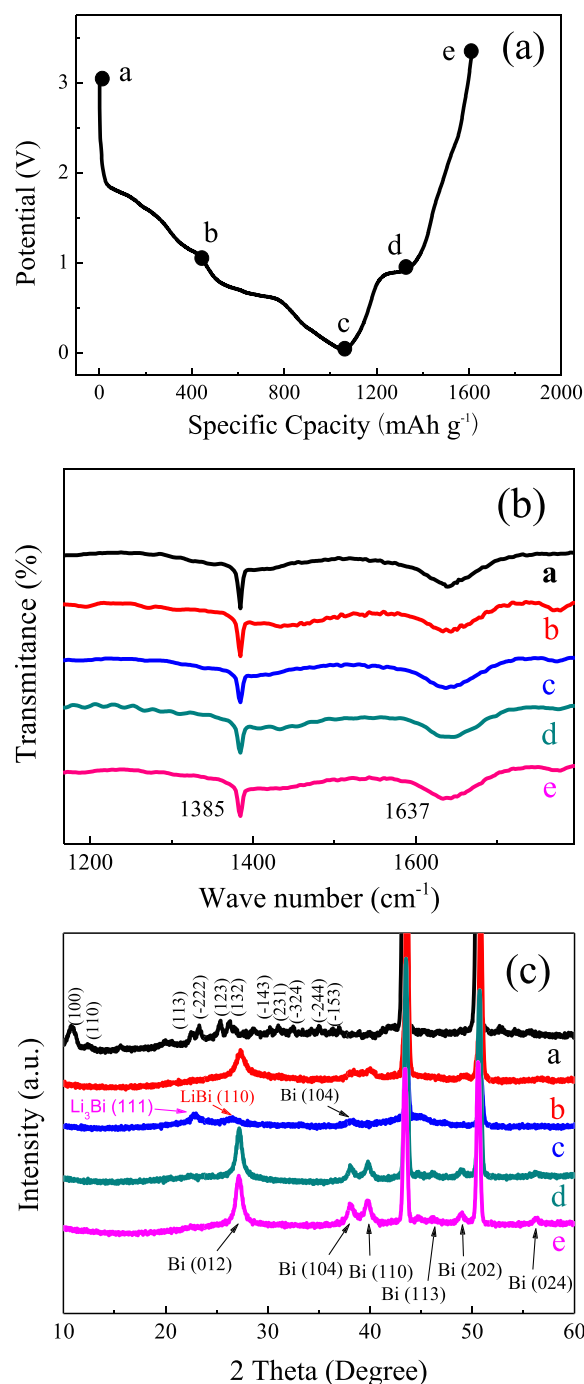 (a)
a
b
c
d
e
3
2
1
0
Potential (V)
0 400 800 1200 1600 2000
Specific Cpacity (mAh g⁻¹)
(b)
a
b
c
d
e
1385 1637
Transmitance (%)
1200 1400 1600
Wave number (cm⁻¹)
(c)
(100)
(110)
(113)
(-222)
(123)
(132)
(-143)
(231)
(-324)
(-244)
(-153)
a
Li₃Bi (111)
LiBi (110)
Bi (104)
b
c
d
e
Bi (012)
Bi (104)
Bi (110)
Bi (113)
Bi (202)
Bi (024)
Intensity (a.u.)
10 20 30 40 50 60
2 Theta (Degree)